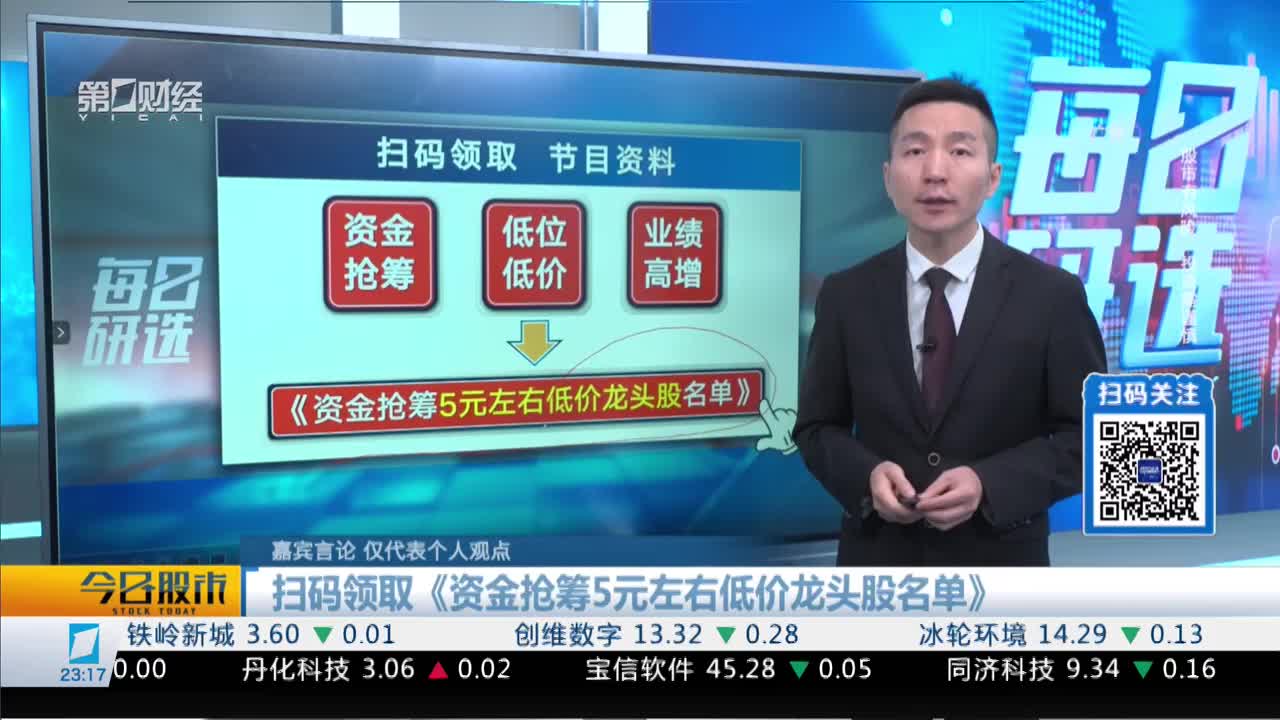 第一财经
YICAI
扫码领取 节目资料
资金
抢筹
低位
低价
业绩
高增
《资金抢筹5元左右低价龙头股名单》
每日
研选
每日
研选
扫码关注
嘉宾言论 仅代表个人观点
今日股市
STOCK TODAY
扫码领取《资金抢筹5元左右低价龙头股名单》
铁岭新城 3.60 ▼ 0.01
创维数字 13.32 ▼ 0.28
冰轮环境 14.29 ▼ 0.13
23:17
0.00
丹化科技 3.06 ▲ 0.02
宝信软件 45.28 ▼ 0.05
同济科技 9.34 ▼ 0.16